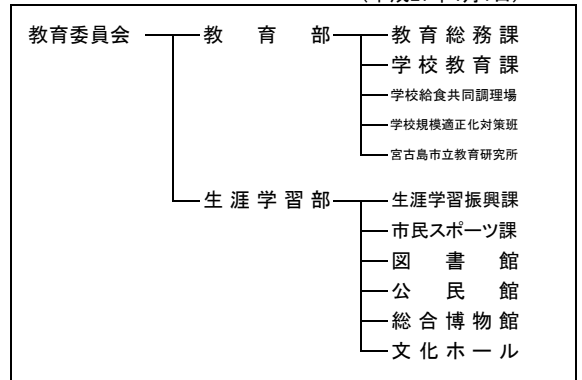 教育委員会 教育部 教育総務課
学校教育課
学校給食共同調理場
学校規模適正化対策班
宮古島市立教育研究所
生涯学習部 生涯学習振興課
市民スポーツ課
図書館
公民館
総合博物館
文化ホール